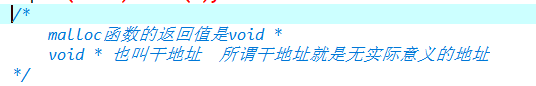 /*
malloc函数的返回值是void *
void * 也叫干地址 所谓干地址就是无实际意义的地址
*/